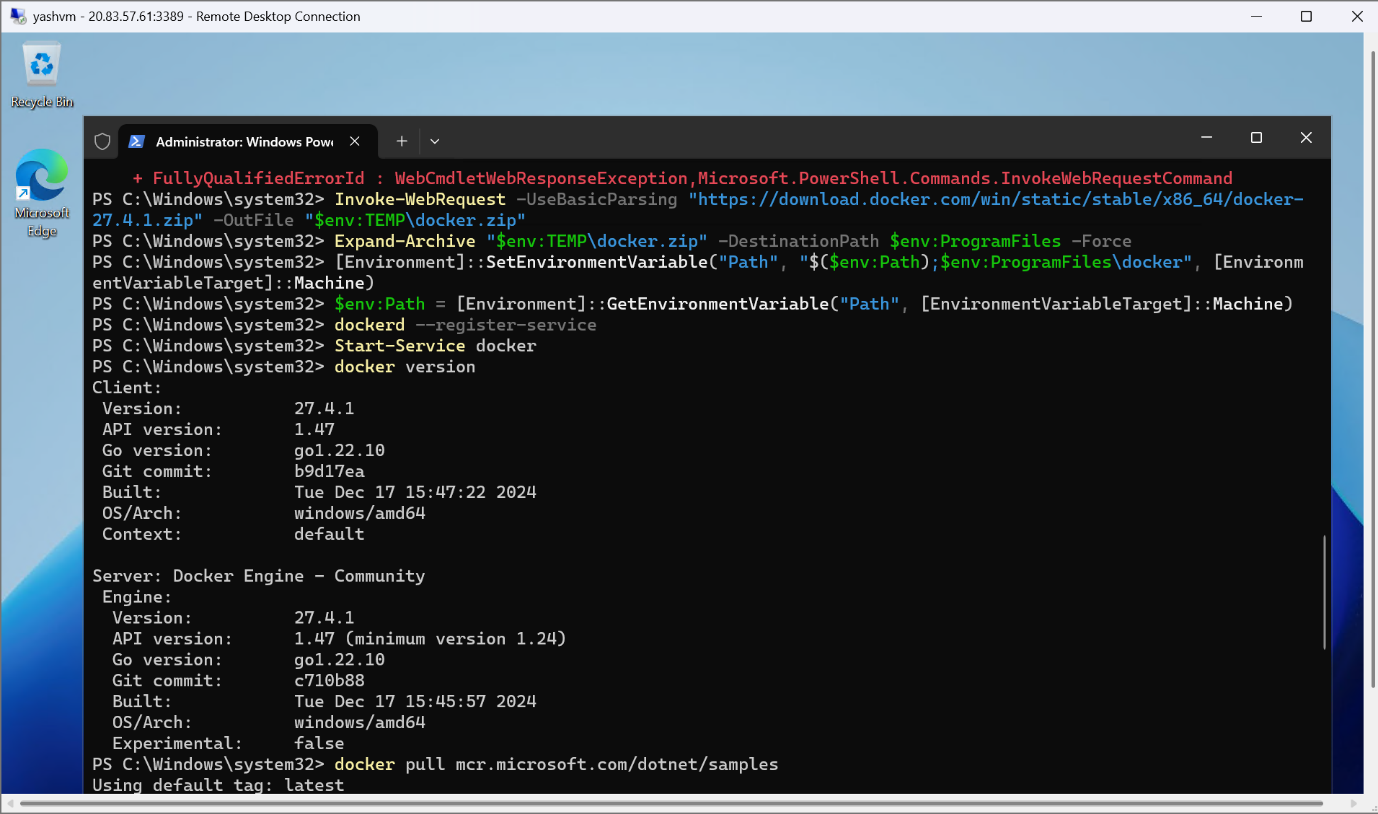 yashvm - 20.83.57.61:3389 - Remote Desktop Connection
Recycle Bin
Microsoft
Edge
Administrator: Windows Powe
+ FullyQualifiedErrorId : WebCmdletWebResponseException,Microsoft.PowerShell.Commands.InvokeWebRequestCommand
PS C:\Windows\system32> Invoke-WebRequest -UseBasicParsing "https://download.docker.com/win/static/stable/x86_64/docker-
27.4.1.zip" -OutFile "$env:TEMP\docker.zip"
PS C:\Windows\system32> Expand-Archive "$env:TEMP\docker.zip" -DestinationPath $env:ProgramFiles -Force
PS C:\Windows\system32> [Environment]::SetEnvironmentVariable("Path", "$($env:Path);$env:ProgramFiles\docker", [Environm
entVariableTarget]::Machine)
PS C:\Windows\system32> $env:Path = [Environment]::GetEnvironmentVariable("Path", [EnvironmentVariableTarget]::Machine)
PS C:\Windows\system32> dockerd --register-service
PS C:\Windows\system32> Start-Service docker
PS C:\Windows\system32> docker version
Client:
Version: 27.4.1
API version: 1.47
Go version: go1.22.10
Git commit: b9d17ea
Built: Tue Dec 17 15:47:22 2024
OS/Arch: windows/amd64
Context: default
Server: Docker Engine - Community
Engine:
Version: 27.4.1
API version: 1.47 (minimum version 1.24)
Go version: go1.22.10
Git commit: c710b88
Built: Tue Dec 17 15:45:57 2024
OS/Arch: windows/amd64
Experimental: false
PS C:\Windows\system32> docker pull mcr.microsoft.com/dotnet/samples
Using default tag: latest